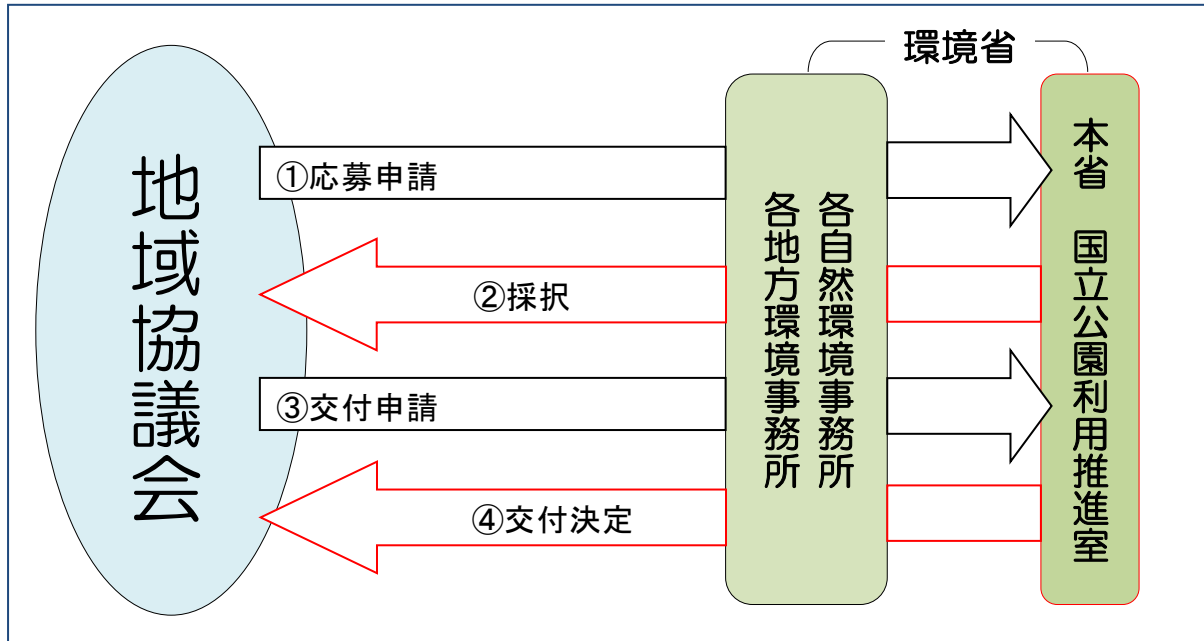 環境省
地域協議会
①応募申請
②採択
③交付申請
④交付決定
各自然環境事務所
各地方環境事務所
本省 国立公園利用推進室